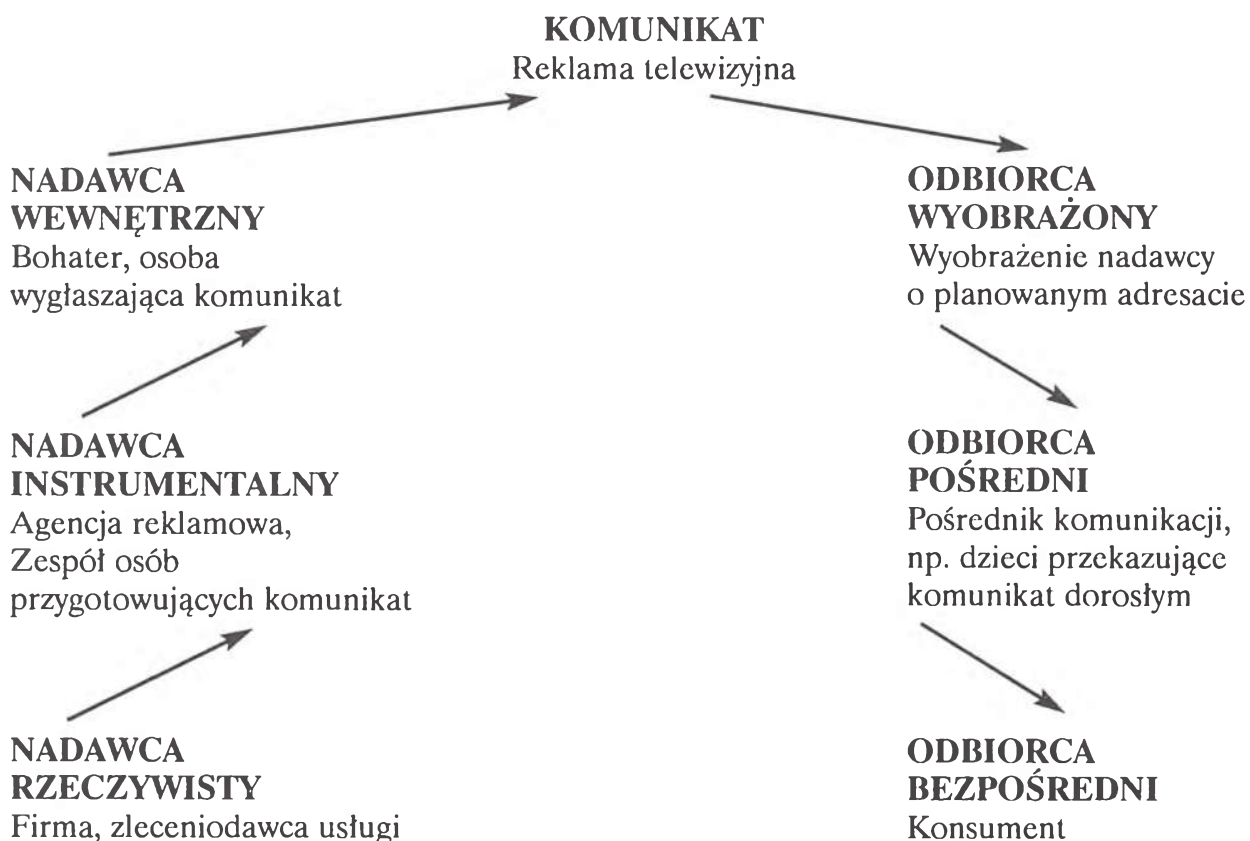 KOMUNIKAT
Reklama telewizyjna
NADAWCA
WEWNĘTRZNY
Bohater, osoba
wygłaszająca komunikat
ODBIORCA
WYOBRAŻONY
Wyobrażenie nadawcy
o planowanym adresacie
NADAWCA
INSTRUMENTALNY
Agencja reklamowa,
Zespół osób
przygotowujących komunikat
ODBIORCA
POŚREDNI
Pośrednik komunikacji,
np. dzieci przekazujące
komunikat dorosłym
NADAWCA
RZECZYWISTY
Firma, zleceniodawca usługi
ODBIORCA
BEZPOŚREDNI
Konsument